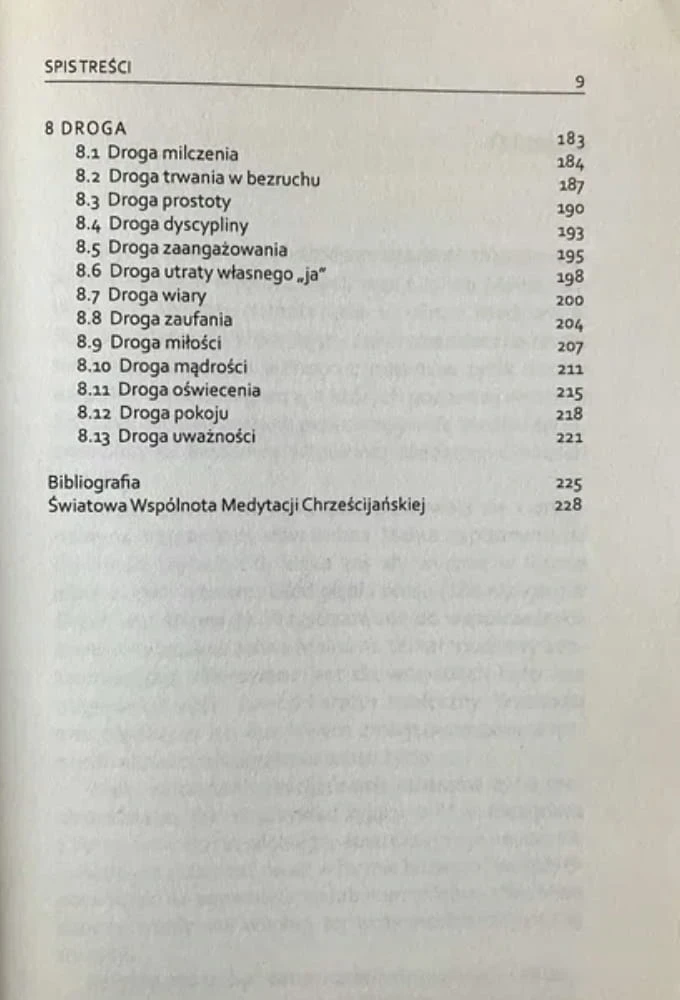 SPIS TREŚCI 9
8 DROGA 183
8.1 Droga milczenia 184
8.2 Droga trwania w bezruchu 187
8.3 Droga prostoty 190
8.4 Droga dyscypliny 193
8.5 Droga zaangażowania 195
8.6 Droga utraty własnego „ja" 198
8.7 Droga wiary 200
8.8 Droga zaufania 204
8.9 Droga miłości 207
8.10 Droga mądrości 211
8.11 Droga oświecenia 215
8.12 Droga pokoju 218
8.13 Droga uważności 221
Bibliografia 225
Światowa Wspólnota Medytacji Chrześcijańskiej 228